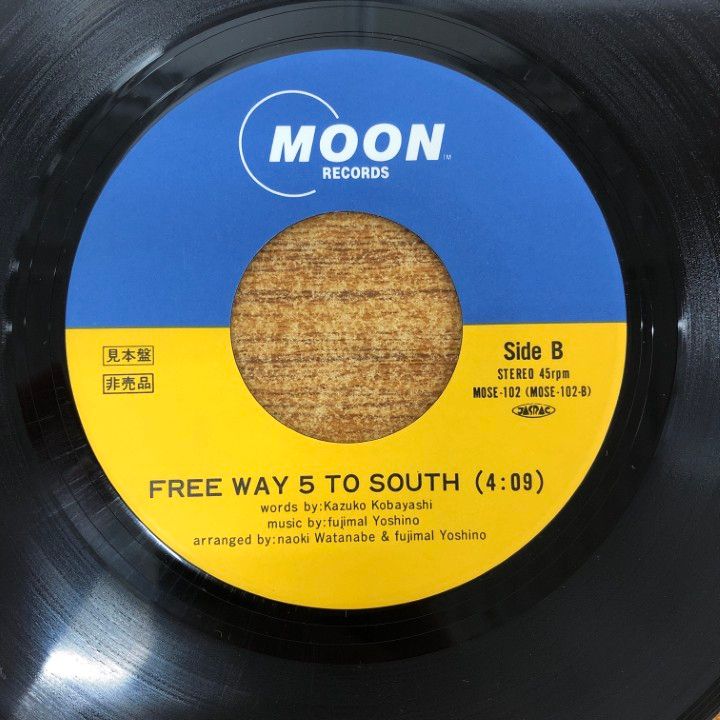 MOON TM
RECORDS
見本盤
非売品
Side B
STEREO 45rpm
MOSE-102 (MOSE-102-B)
JASRAC
FREE WAY 5 TO SOUTH (4:09)
words by:Kazuko Kobayashi
music by:fujimal Yoshino
arranged by:naoki Watanabe & fujimal Yoshino